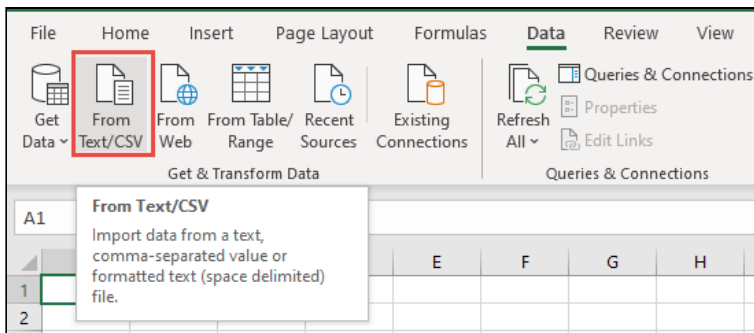 File Home Insert Page Layout Formulas Data Review View
Get Data
From Text/CSV
From Web
From Table/ Range
Recent Sources
Existing Connections
Refresh All
Queries & Connections
Properties
Edit Links
Get & Transform Data
Queries & Connections
A1
From Text/CSV
Import data from a text,
comma-separated value or
formatted text (space delimited)
file.
E F G H
1
2